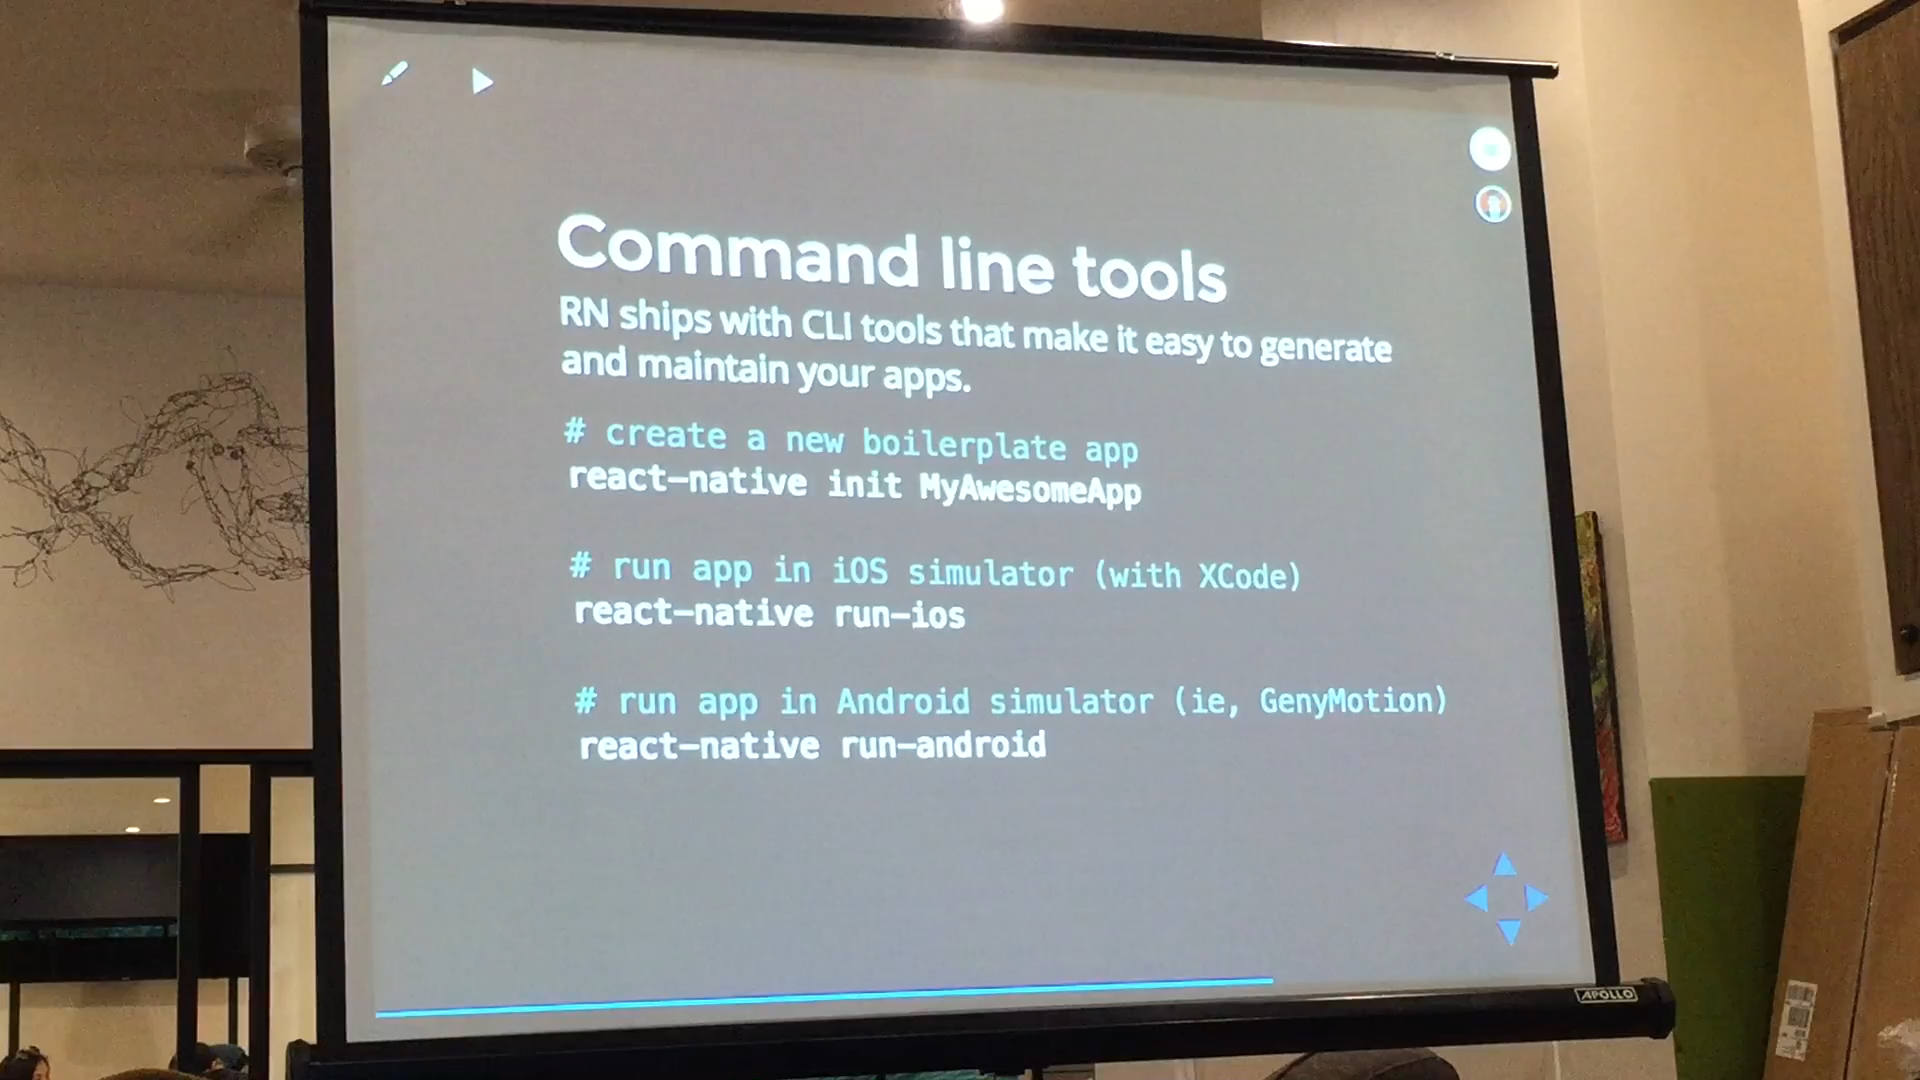 Command line tools
RN ships with CLI tools that make it easy to generate
and maintain your apps.
# create a new boilerplate app
react-native init MyAwesomeApp
# run app in iOS simulator (with XCode)
react-native run-ios
# run app in Android simulator (ie, GenyMotion)
react-native run-android
APOLLO